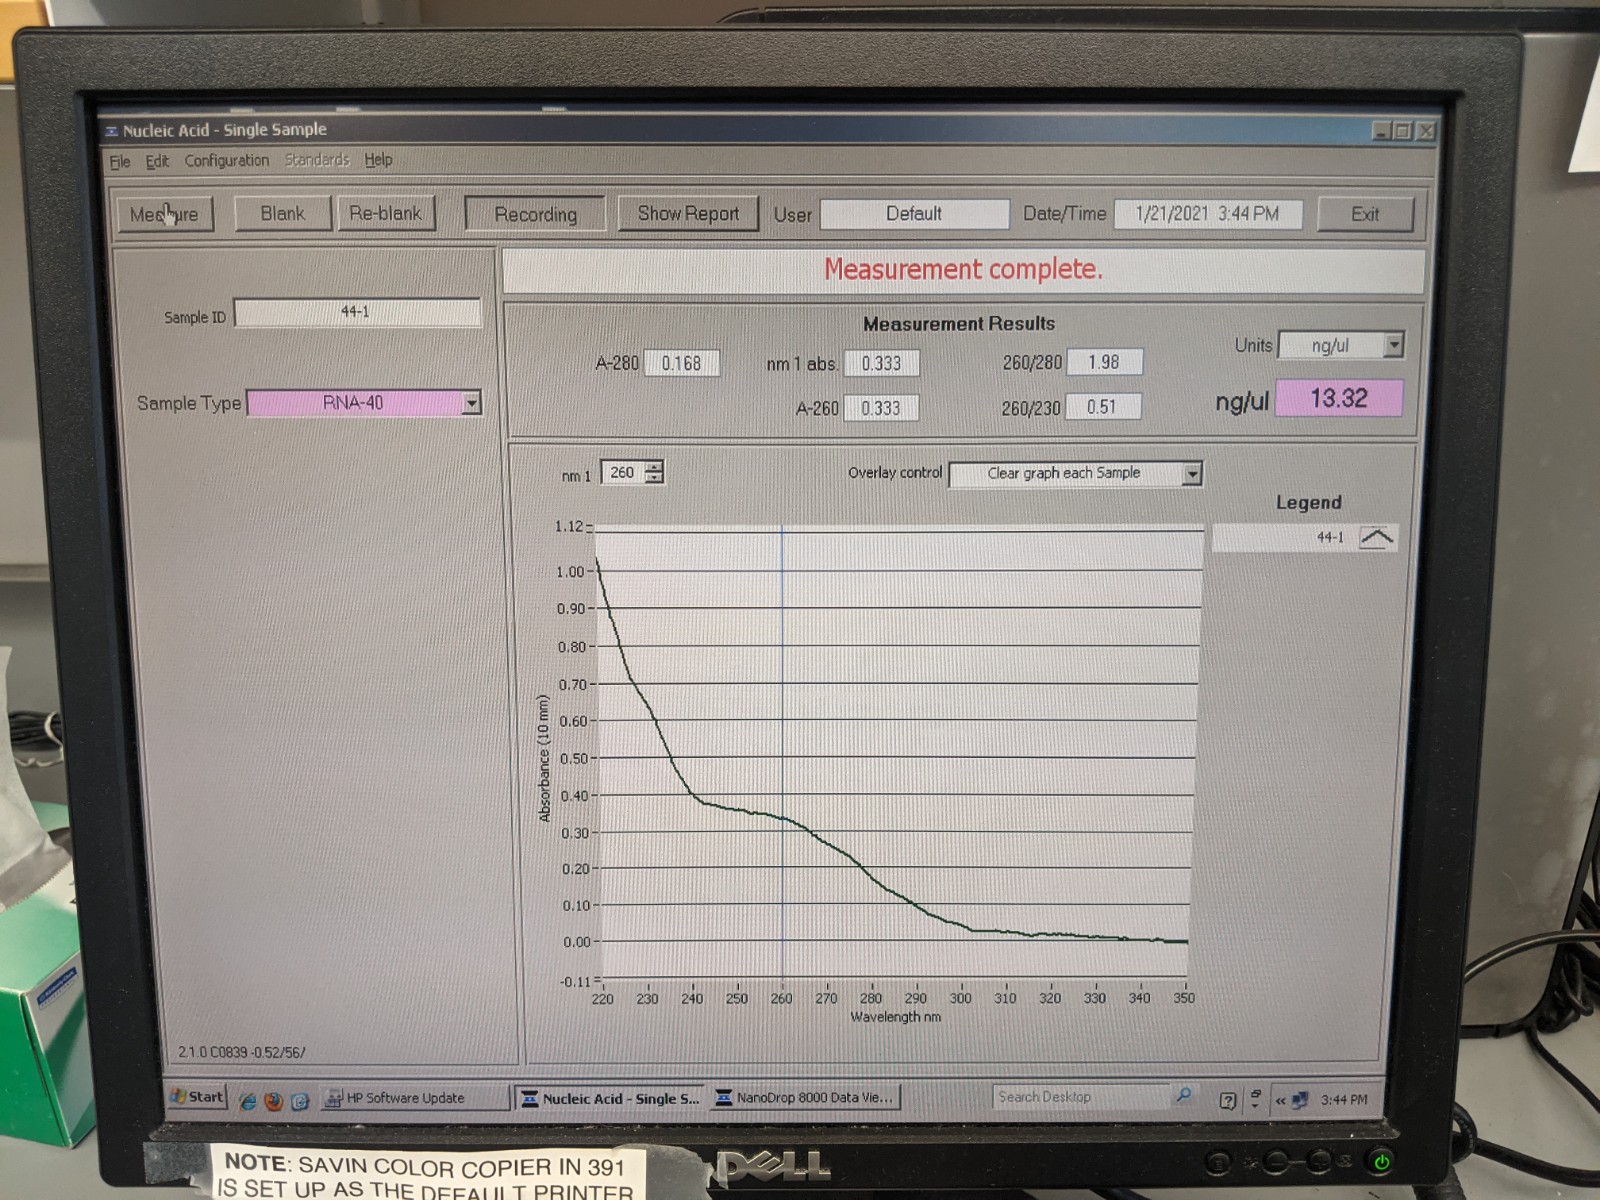 Nucleic Acid - Single Sample
File Edit Configuration Standards Help
Measure Blank Re-blank Recording Show Report User Default Date/Time 1/21/2021 3:44 PM Exit
Measurement complete.
Sample ID 44-1
Sample Type RNA-40
Measurement Results
A-280 0.168 nm 1 abs. 0.333 260/280 1.98
A-260 0.333 260/230 0.51
Units ng/ul
ng/ul 13.32
nm 1 260 Overlay control Clear graph each Sample
Legend
44-1
1.12
1.00
0.90
0.80
0.70
0.60
0.50
0.40
0.30
0.20
0.10
0.00
-0.11
Absorbance (10 mm)
220 230 240 250 260 270 280 290 300 310 320 330 340 350
Wavelength nm
2.1.0 C0839 -0.52/56/
Start HP Software Update Nucleic Acid - Single S... NanoDrop 8000 Data Vie... Search Desktop 3:44 PM
DELL
NOTE: SAVIN COLOR COPIER IN 391
IS SET UP AS THE DEFAULT PRINTER